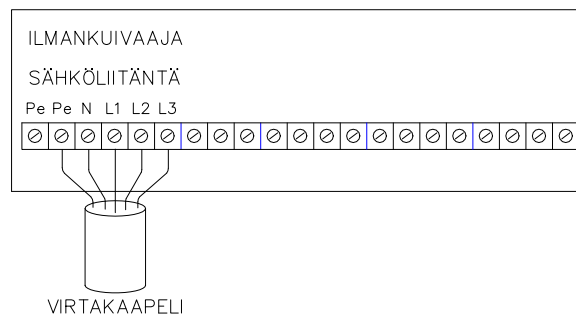 ILMANKUIVAAJA
SÄHKÖLIITÄNTÄ
Pe Pe N L1 L2 L3
VIRTAKAAPELI